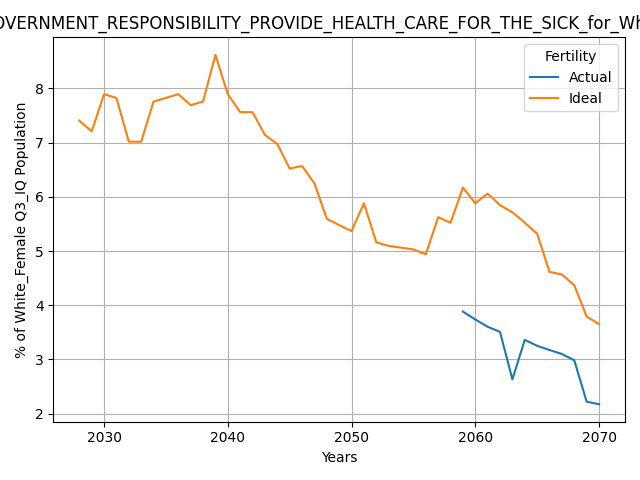 OVERNMENT_RESPONSIBILITY_PROVIDE_HEALTH_CARE_FOR_THE_SICK_for_Wh
Fertility
Actual
Ideal
% of White_Female Q3_IQ Population
8
7
6
5
4
3
2
2030 2040 2050 2060 2070
Years